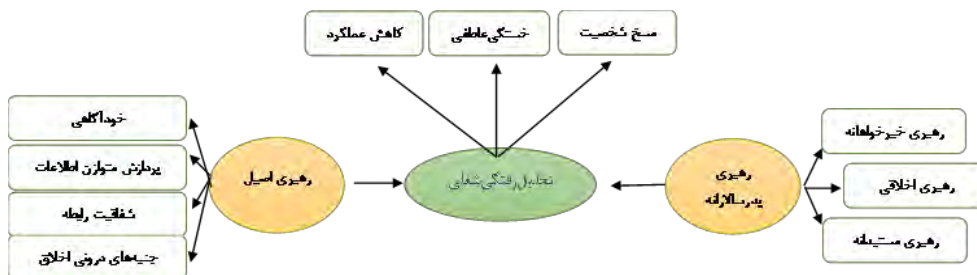 مسخ شخصیت
خستگی عاطفی
کاهش عملکرد
رهبری خیرخواهانه
رهبری اخلاقی
رهبری مستبدانه
رهبری
پدرسالارانه
تحلیل رفتگی شغلی
رهبری اصیل
خودآگاهی
پردازش متوازن اطلاعات
شفافیت رابطه
جنبه‌های درونی اخلاق